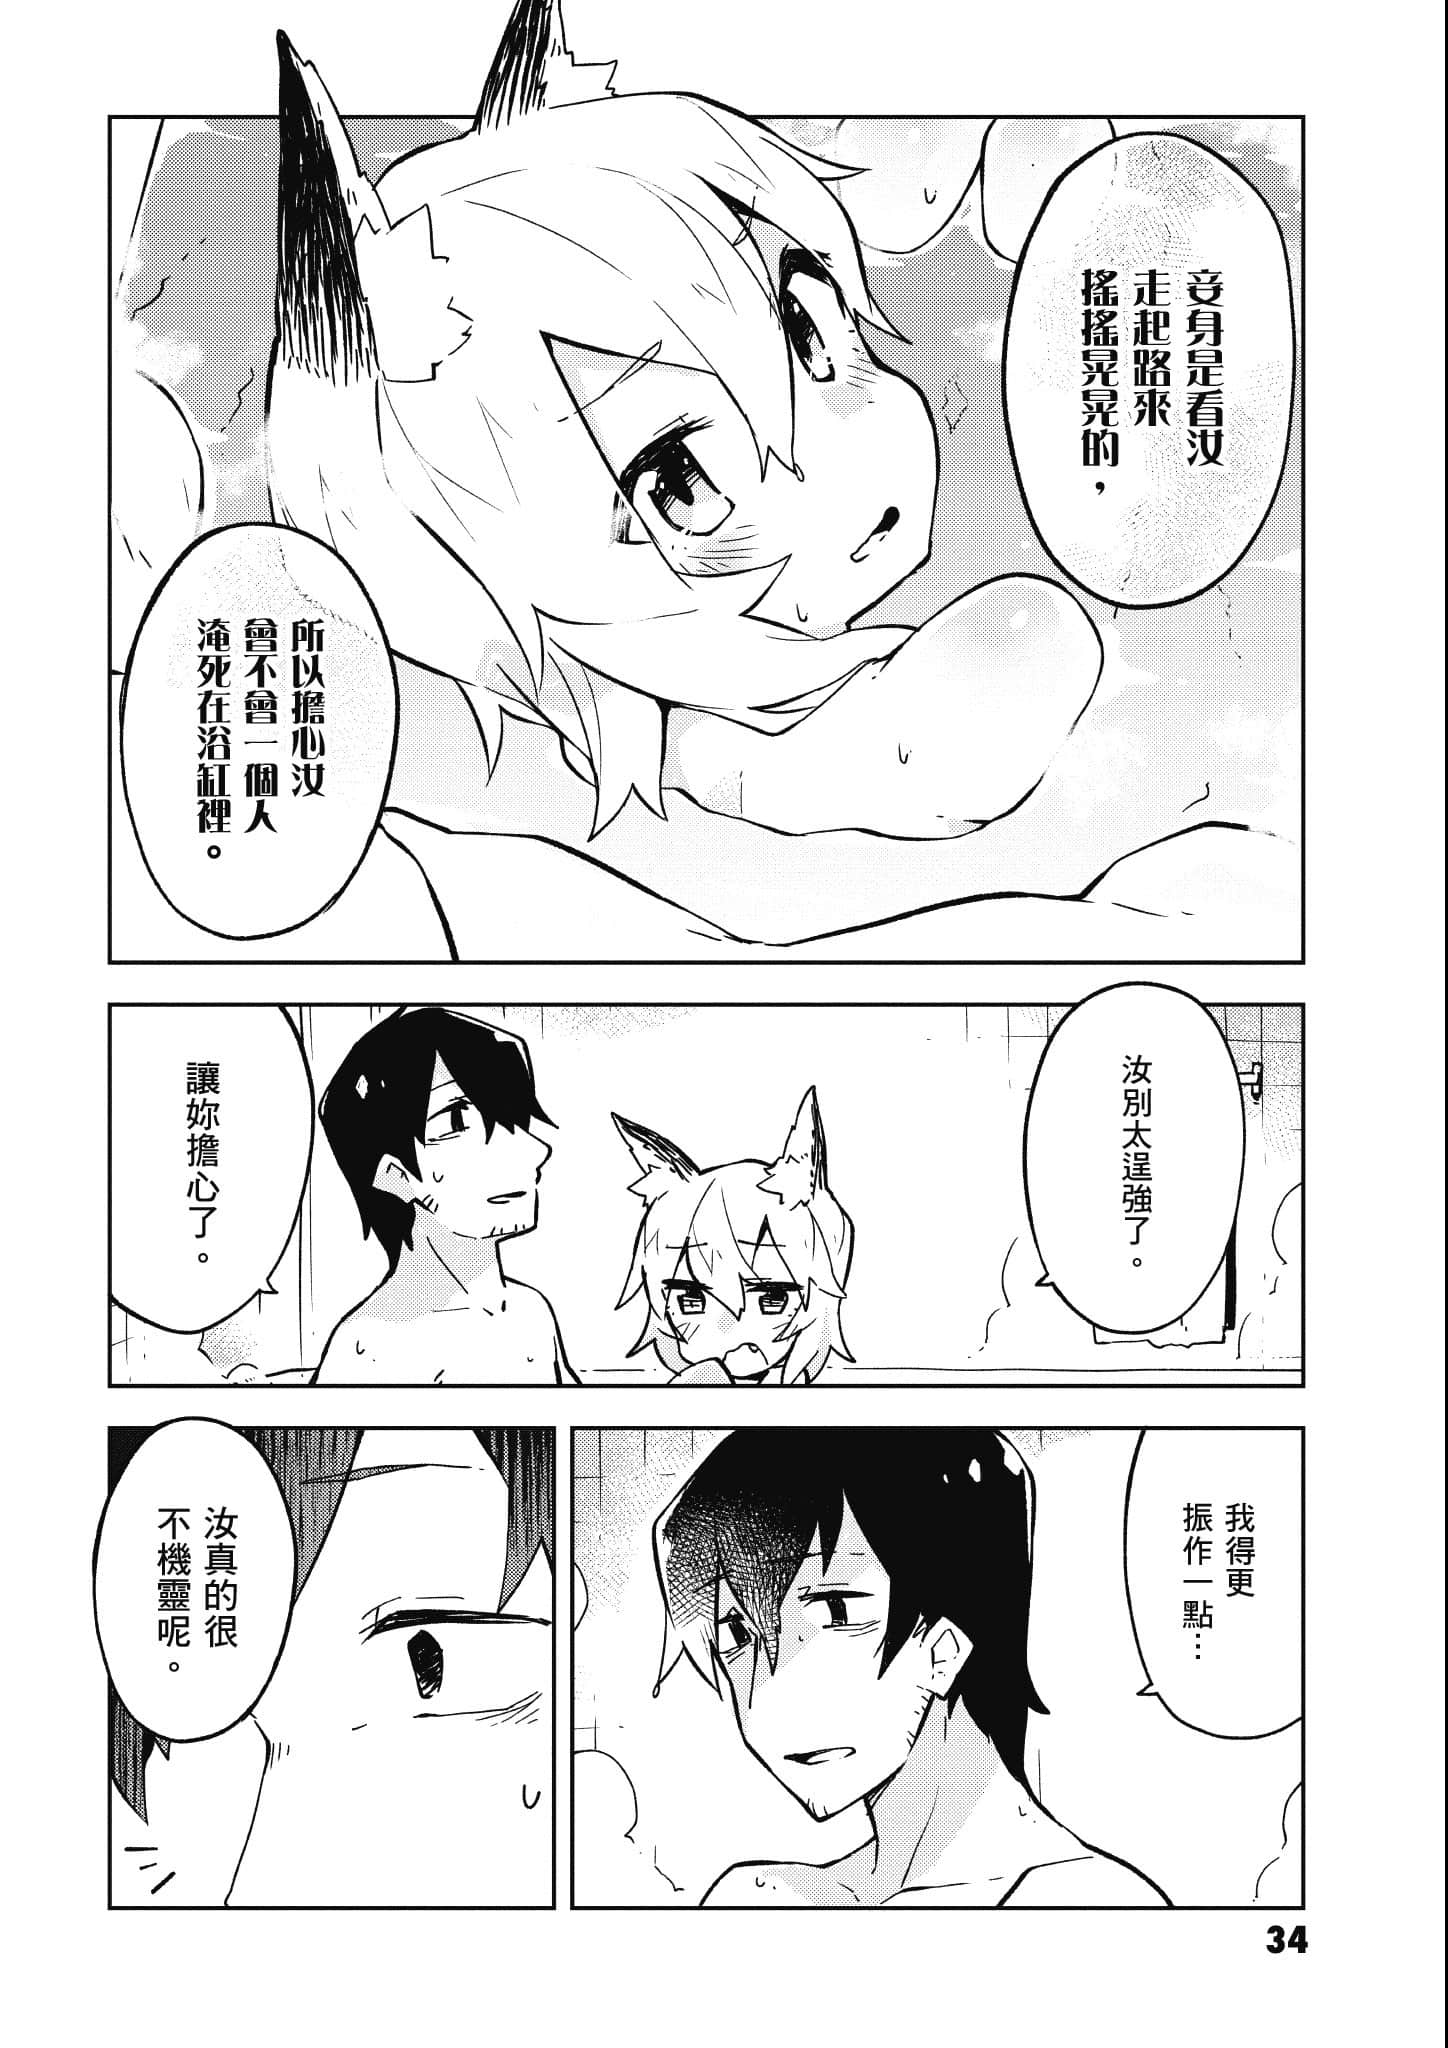 妾身是看汝
走起路來
搖搖晃晃的，
所以擔心汝
會不會一個人
淹死在浴缸裡。
汝別太逞強了。
讓妳擔心了。
我得更
振作一點…
汝真的很
不機靈呢。
34